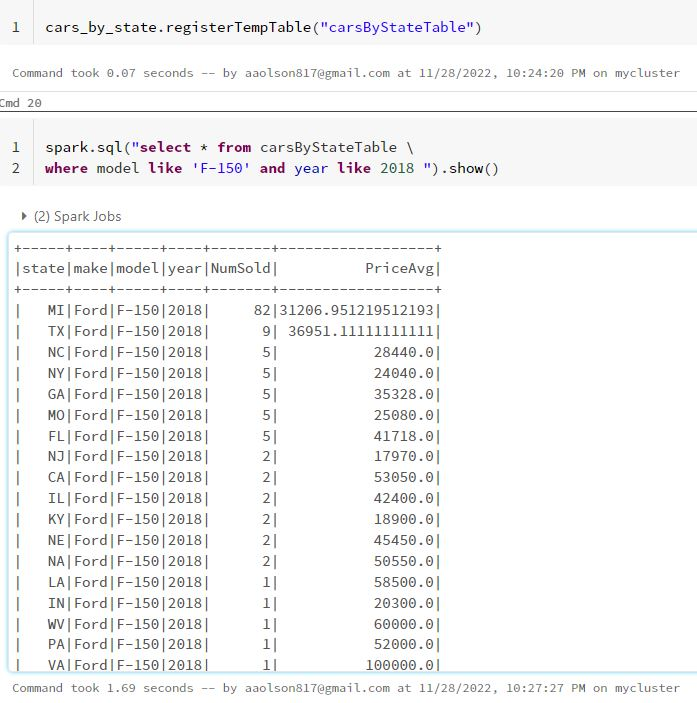 1 cars_by_state.registerTempTable("carsByStateTable")
Command took 0.07 seconds -- by aaolson817@gmail.com at 11/28/2022, 10:24:20 PM on mycluster
Cmd 20
1 spark.sql("select * from carsByStateTable \
2 where model like 'F-150' and year like 2018 ").show()
(2) Spark Jobs
+-----+----+-----+----+-------+------------------+
|state|make|model|year|NumSold|          PriceAvg|
+-----+----+-----+----+-------+------------------+
|   MI|Ford|F-150|2018|     82|31206.951219512193|
|   TX|Ford|F-150|2018|      9| 36951.11111111111|
|   NC|Ford|F-150|2018|      5|           28440.0|
|   NY|Ford|F-150|2018|      5|           24040.0|
|   GA|Ford|F-150|2018|      5|           35328.0|
|   MO|Ford|F-150|2018|      5|           25080.0|
|   FL|Ford|F-150|2018|      5|           41718.0|
|   NJ|Ford|F-150|2018|      2|           17970.0|
|   CA|Ford|F-150|2018|      2|           53050.0|
|   IL|Ford|F-150|2018|      2|           42400.0|
|   KY|Ford|F-150|2018|      2|           18900.0|
|   NE|Ford|F-150|2018|      2|           45450.0|
|   NA|Ford|F-150|2018|      2|           50550.0|
|   LA|Ford|F-150|2018|      1|           58500.0|
|   IN|Ford|F-150|2018|      1|           20300.0|
|   WV|Ford|F-150|2018|      1|           60000.0|
|   PA|Ford|F-150|2018|      1|           52000.0|
|   VA|Ford|F-150|2018|      1|          100000.0|
Command took 1.69 seconds -- by aaolson817@gmail.com at 11/28/2022, 10:27:27 PM on mycluster